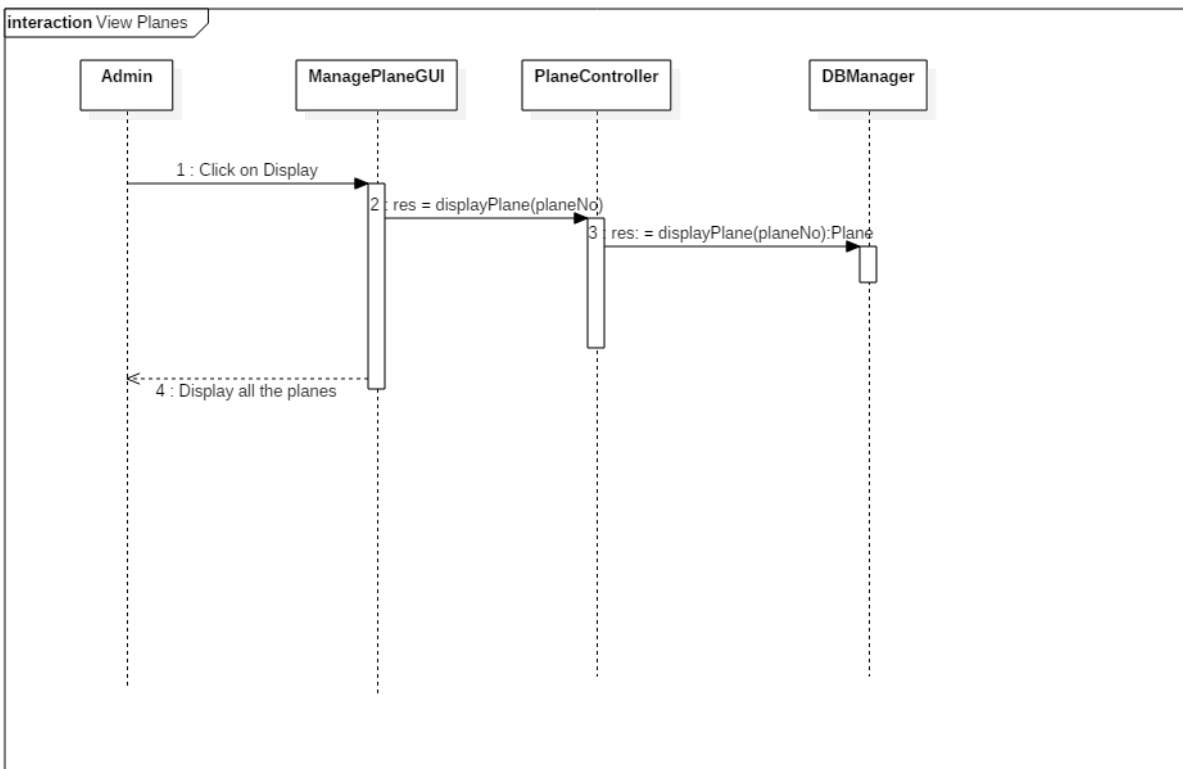 interaction View Planes
Admin
ManagePlaneGUI
PlaneController
DBManager
1 : Click on Display
2 : res = displayPlane(planeNo)
3 : res: = displayPlane(planeNo):Plane
4 : Display all the planes